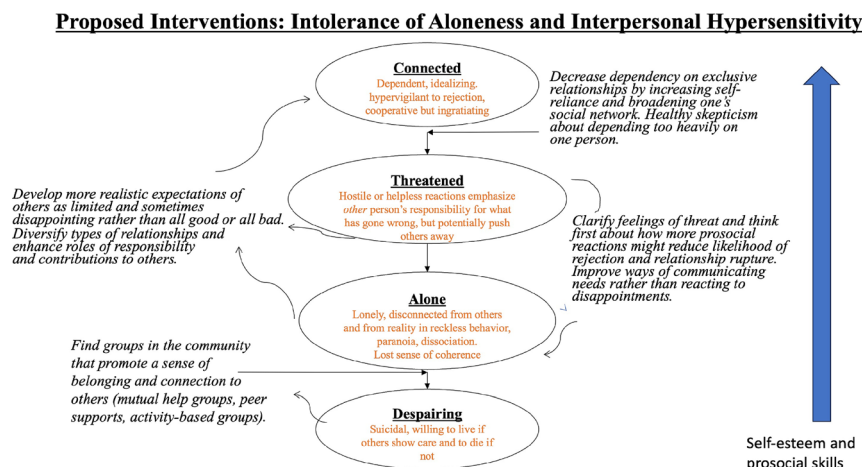 Proposed Interventions: Intolerance of Aloneness and Interpersonal Hypersensitivity
Connected
Dependent, idealizing,
hypervigilant to rejection,
cooperative but ingratiating
Decrease dependency on exclusive
relationships by increasing self-
reliance and broadening one's
social network. Healthy skepticism
about depending too heavily on
one person.
Threatened
Hostile or helpless reactions emphasize
other person's responsibility for what
has gone wrong, but potentially push
others away
Develop more realistic expectations of
others as limited and sometimes
disappointing rather than all good or all bad.
Diversify types of relationships and
enhance roles of responsibility
and contributions to others.
Clarify feelings of threat and think
first about how more prosocial
reactions might reduce likelihood of
rejection and relationship rupture.
Improve ways of communicating
needs rather than reacting to
disappointments.
Alone
Lonely, disconnected from others
and from reality in reckless behavior,
paranoia, dissociation.
Lost sense of coherence
Find groups in the community
that promote a sense of
belonging and connection to
others (mutual help groups, peer
supports, activity-based groups).
Despairing
Suicidal, willing to live if
others show care and to die if
not
Self-esteem and
prosocial skills